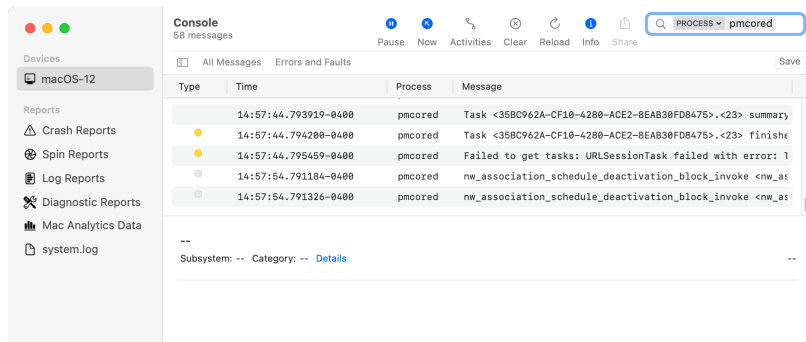 Console
58 messages
Pause Now Activities Clear Reload Info Share
PROCESS pmcored
Devices
macOS-12
Reports
Crash Reports
Spin Reports
Log Reports
Diagnostic Reports
Mac Analytics Data
system.log
All Messages Errors and Faults Save
Type Time Process Message
14:57:44.793919-0400 pmcored Task <35BC962A-CF10-4280-ACE2-8EAB30FD8475>.<23> summary
14:57:44.794200-0400 pmcored Task <35BC962A-CF10-4280-ACE2-8EAB30FD8475>.<23> finishe
14:57:44.795459-0400 pmcored Failed to get tasks: URLSessionTask failed with error: T
14:57:54.791184-0400 pmcored nw_association_schedule_deactivation_block_invoke <nw_as
14:57:54.791326-0400 pmcored nw_association_schedule_deactivation_block_invoke <nw_as
--
Subsystem: -- Category: -- Details --